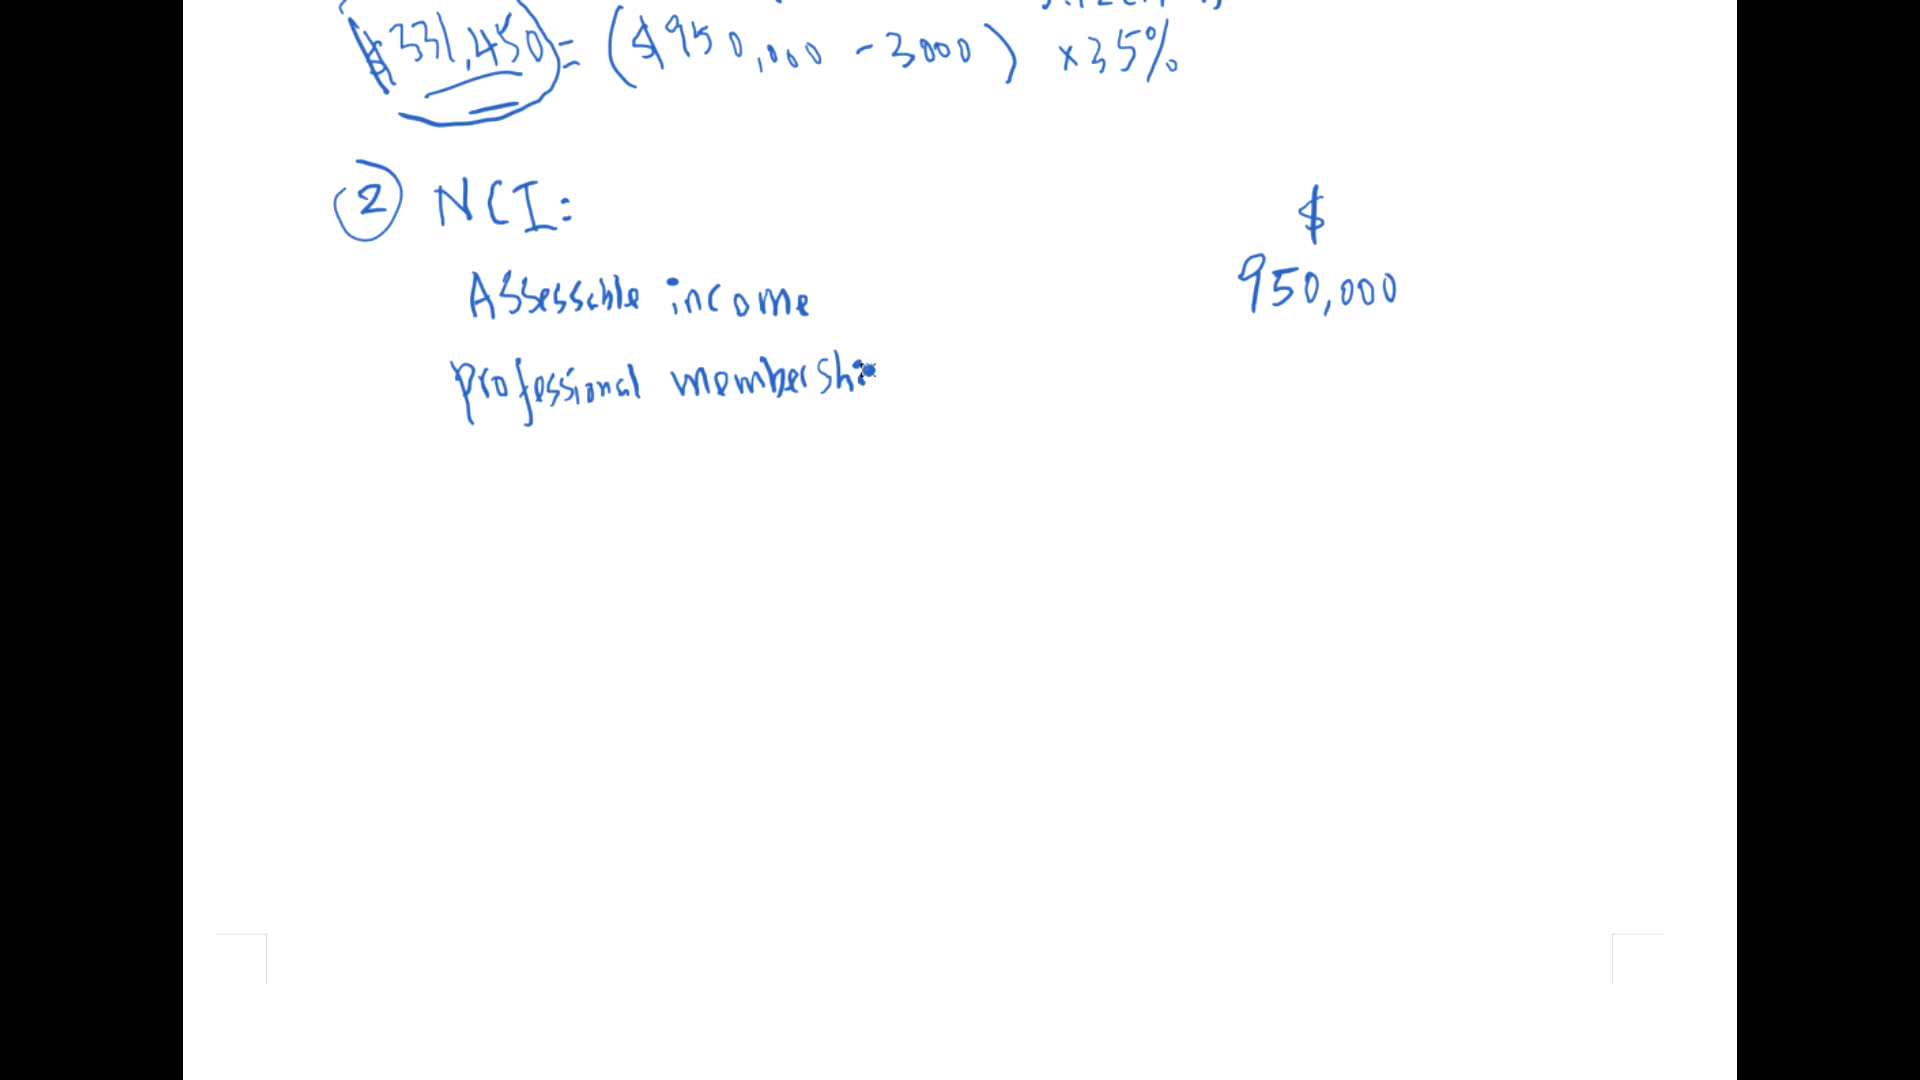 $331,450 = ($950,000 - 3000) x 35%
② NCI:
$
Assessable income 950,000
professional membershi